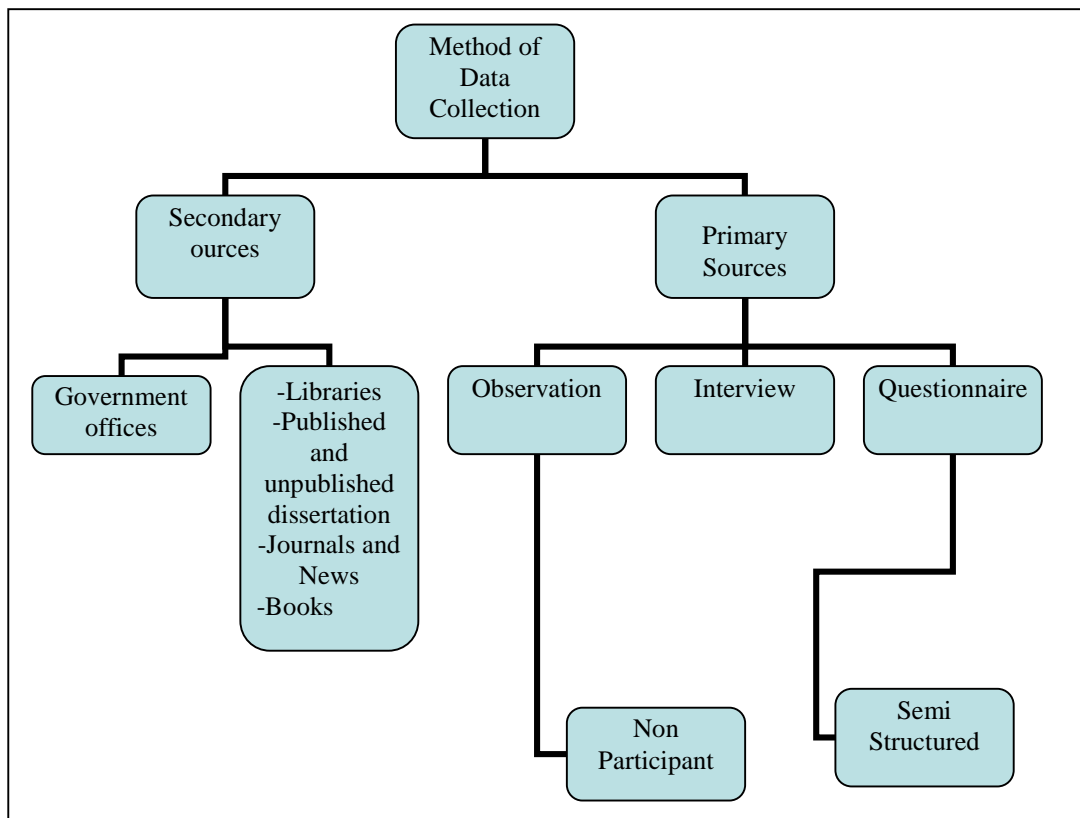 Method of
Data
Collection
Secondary
ources
Primary
Sources
Government
offices
-Libraries
-Published
and
unpublished
dissertation
-Journals and
News
-Books
Observation
Interview
Questionnaire
Non
Participant
Semi
Structured